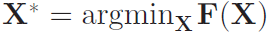 X* = argmin_X F(X)